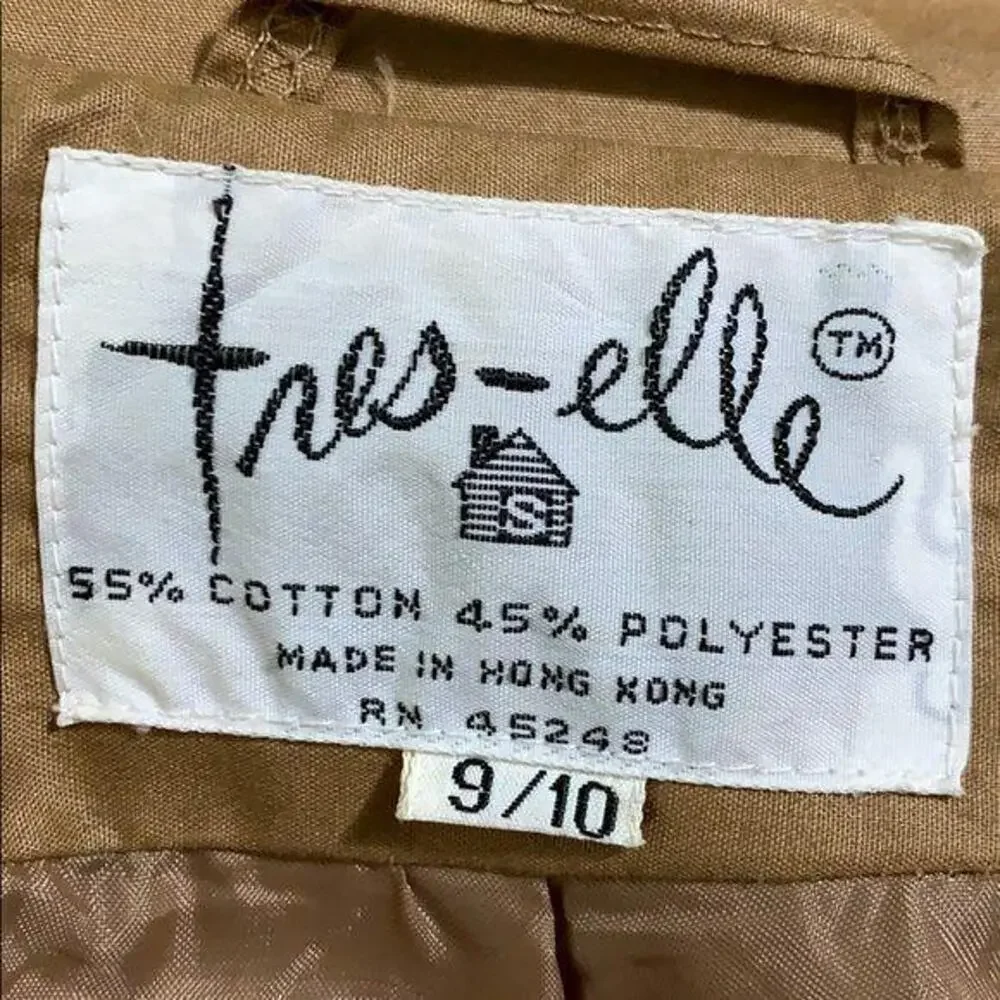 tres-elle TM
S
55% COTTON 45% POLYESTER
MADE IN HONG KONG
RN 45248
9/10